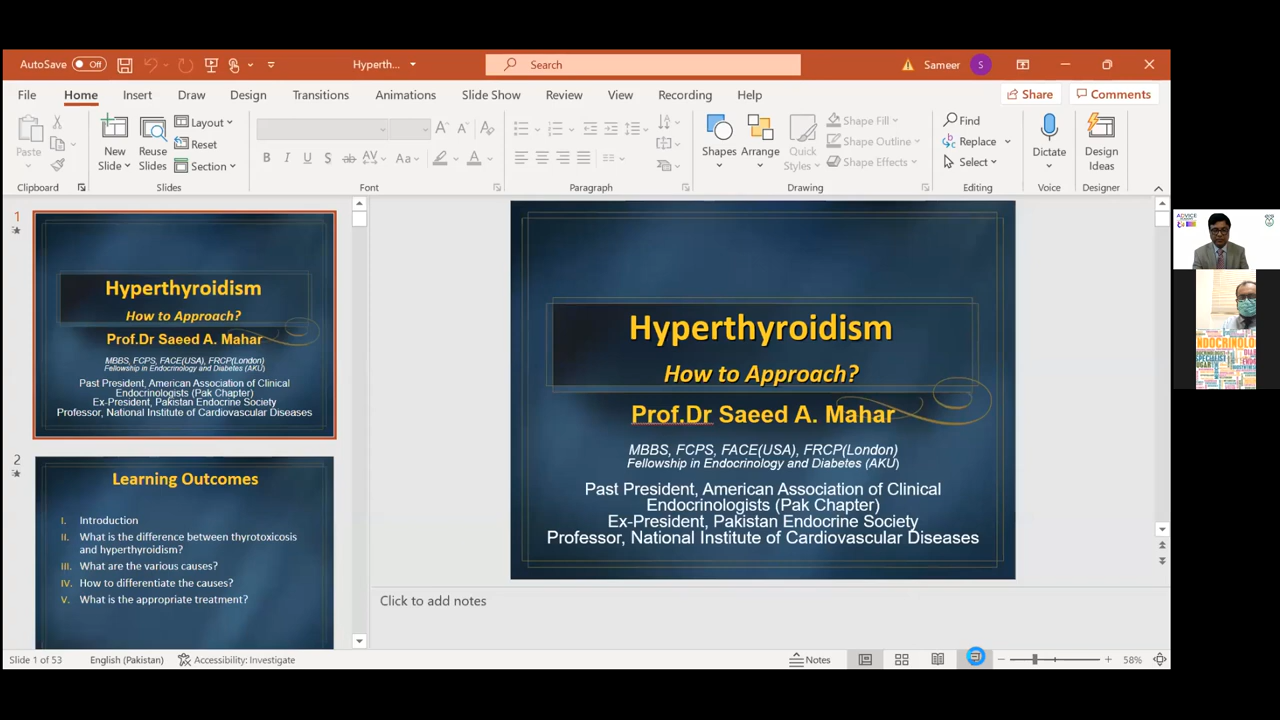 AutoSave Off
Hyperth...
Search
Sameer S
File Home Insert Draw Design Transitions Animations Slide Show Review View Recording Help
Share Comments
Paste
Clipboard
New Slide
Reuse Slides
Layout
Reset
Section
Slides
B I U S ab AV Aa A
Font
Paragraph
Shapes
Arrange
Quick Styles
Shape Fill
Shape Outline
Shape Effects
Drawing
Find
Replace
Select
Editing
Dictate
Voice
Design Ideas
Designer
1
Hyperthyroidism
How to Approach?
Prof.Dr Saeed A. Mahar
MBBS, FCPS, FACE(USA), FRCP(London)
Fellowship in Endocrinology and Diabetes (AKU)
Past President, American Association of Clinical
Endocrinologists (Pak Chapter)
Ex-President, Pakistan Endocrine Society
Professor, National Institute of Cardiovascular Diseases
2
Learning Outcomes
I. Introduction
II. What is the difference between thyrotoxicosis
and hyperthyroidism?
III. What are the various causes?
IV. How to differentiate the causes?
V. What is the appropriate treatment?
Hyperthyroidism
How to Approach?
Prof.Dr Saeed A. Mahar
MBBS, FCPS, FACE(USA), FRCP(London)
Fellowship in Endocrinology and Diabetes (AKU)
Past President, American Association of Clinical
Endocrinologists (Pak Chapter)
Ex-President, Pakistan Endocrine Society
Professor, National Institute of Cardiovascular Diseases
Click to add notes
Slide 1 of 53 English (Pakistan) Accessibility: Investigate
Notes
58%
ADVICE